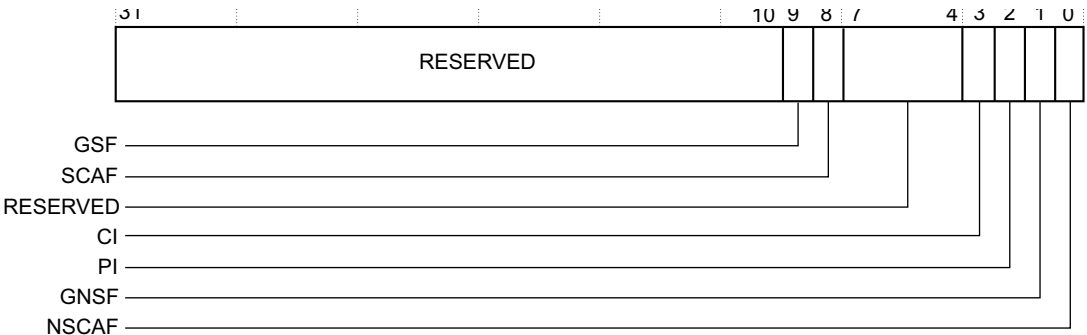 31 10 9 8 7 4 3 2 1 0
RESERVED
GSF
SCAF
RESERVED
CI
PI
GNSF
NSCAF